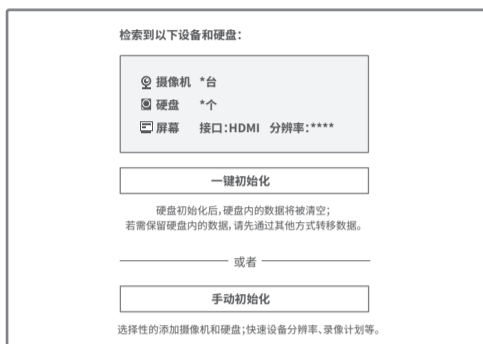 检索到以下设备和硬盘：
摄像机 *台
硬盘 *个
屏幕 接口：HDMI 分辨率：****
一键初始化
硬盘初始化后，硬盘内的数据将被清空；
若需保留硬盘内的数据，请先通过其他方式转移数据。
或者
手动初始化
选择性的添加摄像机和硬盘；快速设备分辨率、录像计划等。